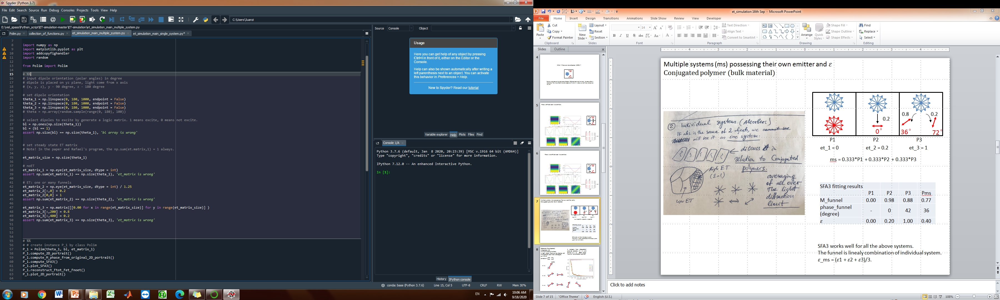 Spyder (Python 3.7)
File Edit Search Source Run Debug Consoles Projects Tools View Help
C:\Users\Juanzi
E:\viel_spass\Python_script\ET-simulation-master\ET-simulation\et_simulation_main_multiple_system.py
Polim.py collection_of_functions.py et_simulation_main_multiple_system.py et_simulation_main_single_system.py*
7
8 import numpy as np
9 import matplotlib.pyplot as plt
10 import addcopyfighandler
11 import random
12
13 from Polim import Polim
14
15 # %%
16 # input dipole orientation (polar angles) in degree
17 # dipole is placed on yz plane, light come from x axis
18 # (x, y, z), y - 90 degree, z - 180 degree
19
20 # set dipole orientation
21 theta_1 = np.linspace(0, 180, 1000, endpoint = False)
22 theta_2 = np.linspace(0, 180, 1000, endpoint = False)
23 theta_3 = np.linspace(0, 180, 1000, endpoint = False)
24 # theta = np.array(random.sample(range(0, 180), 100))
25
26 # select dipoles to excite by generate a logic matrix. 1 means excite, 0 means not excite.
27 bl = np.ones(np.size(theta_1))
28 bl = (bl == 1)
29 assert np.size(bl) == np.size(theta_1), 'bl array is wrong'
30
31
32 # set steady state ET matrix
33 # Note! In the paper and Rafael's program, the np.sum(et.matrix,1) = 1 always.
34
35 et_matrix_size = np.size(theta_1)
36
37 # noET
38 et_matrix_1 = np.eye(et_matrix_size, dtype = int)
39 assert np.sum(et_matrix_1) == np.size(theta_1), 'et_matrix is wrong'
40
41 # ET: one or many funnels
42 et_matrix_2 = np.eye(et_matrix_size, dtype = int) / 1.25
43 et_matrix_2[:,0] = 0.2
44 et_matrix_2[0,0] = 1
45 assert np.sum(et_matrix_2) == np.size(theta_2), 'et_matrix is wrong'
46
47 et_matrix_3 = np.matrix([[0.00 for x in range(et_matrix_size)] for y in range(et_matrix_size)] )
48 et_matrix_3[:,200] = 0.8
49 et_matrix_3[:,400] = 0.2
50 assert np.sum(et_matrix_3) == np.size(theta_3), 'et_matrix is wrong'
51
52
53
54
55 # %%
56 # # create instance P_1 by class Polim
57 P_1 = Polim(theta_1, bl, et_matrix_1)
58 P_1.compute_2D_portrait()
59 P_1.compute_M_phase_from_original_2D_portrait()
60 P_1.compute_SFA3()
61 P_1.plot_SFA3()
62 P_1.reconstruct_Ftot_Fet_Fnoet()
63 P_1.plot_2D_portrait()
64
Source Console Object
Usage
Here you can get help of any object by pressing
Ctrl+I in front of it, either on the Editor or the
Console.
Help can also be shown automatically after writing a
left parenthesis next to an object. You can activate
this behavior in Preferences > Help.
New to Spyder? Read our tutorial
Variable explorer Help Plots Files Find
Console 1/A
Python 3.7.6 (default, Jan  8 2020, 20:23:39) [MSC v.1916 64 bit (AMD64)]
Type "copyright", "credits" or "license" for more information.
IPython 7.12.0 -- An enhanced Interactive Python.
In [1]:
History IPython console
conda: base (Python 3.7.6) Line 15, Col 5 UTF-8 CRLF RW Mem 30%
EN 10:06 AM
9/18/2020
et_simulation 16th Sep - Microsoft PowerPoint
File Home Insert Design Transitions Animations Slide Show Review View Developer
Paste Cut Copy Format Painter
Clipboard
New Slide Layout Reset Section
Slides
14
Font
Text Direction Align Text Convert to SmartArt
Paragraph
Arrange Quick Styles Shape Fill Shape Outline Shape Effects
Drawing
Find Replace Select
Editing
Slides Outline
4
5
6
7
8
Multiple systems (ms) possessing their own emitter and ε
Conjugated polymer (bulk material)
② Individual systems. (Absorbers)
IF abs. is the same of 2 objects, we cannot see
will see it as one system.
discuss it in
relation to Conjugated
polymers.
High ET
(ε=1)
Low ET
averaging
of all over
the light
diffraction
limit
0.2 0.8 0.2
0° 36° 72°
P1 P2 P3
et_1 = 0 et_2 = 0.2 et_3 = 1
ms = 0.333*P1 + 0.333*P2 + 0.333*P3
SFA3 fitting results
P1 P2 P3 Pms
M_funnel 0.00 0.98 0.88 0.77
phase_funnel (degree) - 0 42 36
ε 0.00 0.20 1.00 0.40
SFA3 works well for all the above systems.
The funnel is linealy combination of individual system.
ε_ms = (ε1 + ε2 + ε3)/3.
Click to add notes
Slide 7 of 15 "Office Theme" English (U.S.) 108%